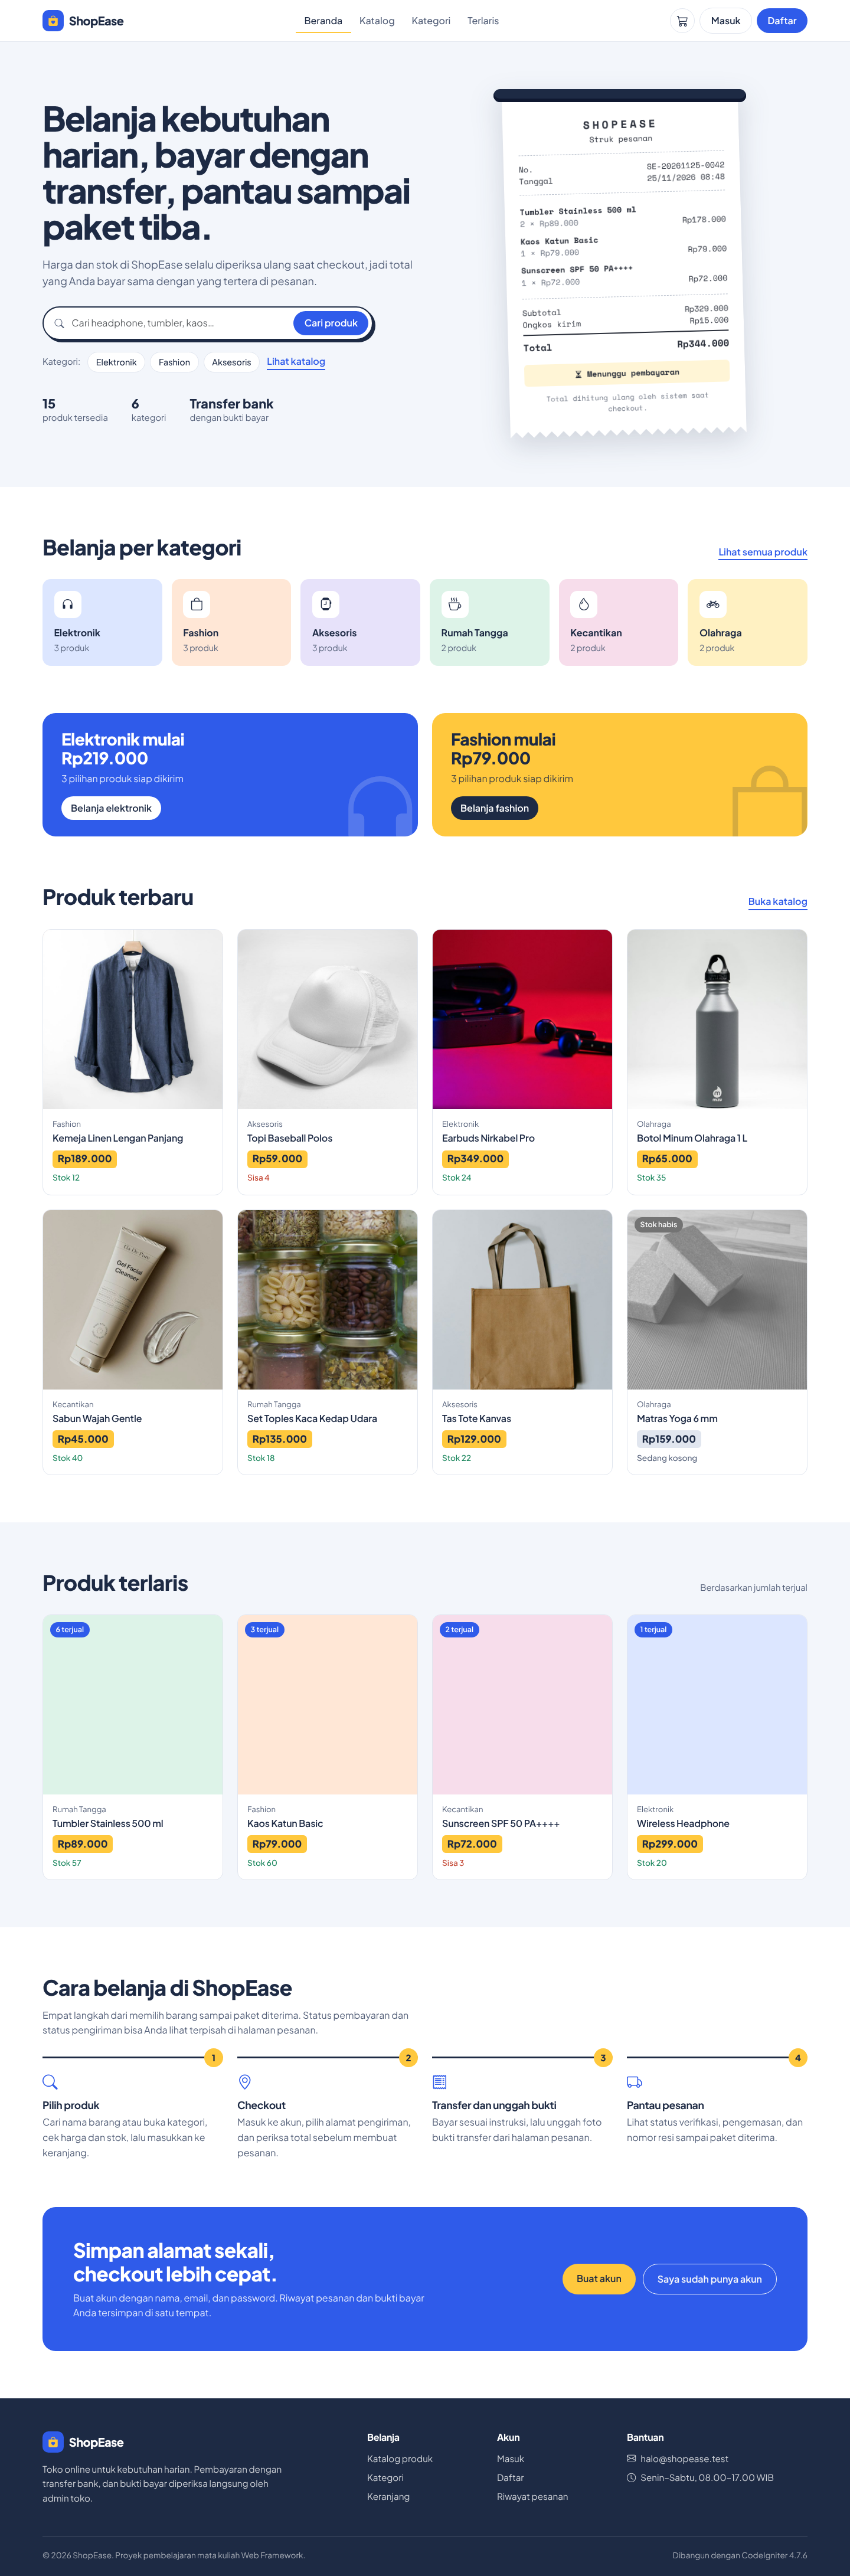 ShopEase
Beranda Katalog Kategori Terlaris
Masuk Daftar
Belanja kebutuhan
harian, bayar dengan
transfer, pantau sampai
paket tiba.
Harga dan stok di ShopEase selalu diperiksa ulang saat checkout, jadi total
yang Anda bayar sama dengan yang tertera di pesanan.
Cari headphone, tumbler, kaos...
Cari produk
Kategori: Elektronik Fashion Aksesoris Lihat katalog
15 6 Transfer bank
produk tersedia kategori dengan bukti bayar
SHOPEASE
Struk pesanan
No. SE-20261125-0042
Tanggal 25/11/2026 08:48
Tumbler Stainless 500 ml
2 × Rp89.000 Rp178.000
Kaos Katun Basic
1 × Rp79.000 Rp79.000
Sunscreen SPF 50 PA++++
1 × Rp72.000 Rp72.000
Subtotal Rp329.000
Ongkos kirim Rp15.000
Total Rp344.000
Menunggu pembayaran
Total dihitung ulang oleh sistem saat
checkout.
Belanja per kategori
Lihat semua produk
Elektronik Fashion Aksesoris Rumah Tangga Kecantikan Olahraga
3 produk 3 produk 3 produk 2 produk 2 produk 2 produk
Elektronik mulai
Rp219.000
3 pilihan produk siap dikirim
Belanja elektronik
Fashion mulai
Rp79.000
3 pilihan produk siap dikirim
Belanja fashion
Produk terbaru
Buka katalog
Fashion
Kemeja Linen Lengan Panjang
Rp189.000
Stok 12
Aksesoris
Topi Baseball Polos
Rp59.000
Sisa 4
Elektronik
Earbuds Nirkabel Pro
Rp349.000
Stok 24
Olahraga
Botol Minum Olahraga 1 L
Rp65.000
Stok 35
Gel Facial
Cleanser
Kecantikan
Sabun Wajah Gentle
Rp45.000
Stok 40
Rumah Tangga
Set Toples Kaca Kedap Udara
Rp135.000
Stok 18
Aksesoris
Tas Tote Kanvas
Rp129.000
Stok 22
Stok habis
Olahraga
Matras Yoga 6 mm
Rp159.000
Sedang kosong
Produk terlaris
Berdasarkan jumlah terjual
6 terjual
Rumah Tangga
Tumbler Stainless 500 ml
Rp89.000
Stok 57
3 terjual
Fashion
Kaos Katun Basic
Rp79.000
Stok 60
2 terjual
Kecantikan
Sunscreen SPF 50 PA++++
Rp72.000
Sisa 3
1 terjual
Elektronik
Wireless Headphone
Rp299.000
Stok 20
Cara belanja di ShopEase
Empat langkah dari memilih barang sampai paket diterima. Status pembayaran dan
status pengiriman bisa Anda lihat terpisah di halaman pesanan.
1
Pilih produk
Cari nama barang atau buka kategori,
cek harga dan stok, lalu masukkan ke
keranjang.
2
Checkout
Masuk ke akun, pilih alamat pengiriman,
dan periksa total sebelum membuat
pesanan.
3
Transfer dan unggah bukti
Bayar sesuai instruksi, lalu unggah foto
bukti transfer dari halaman pesanan.
4
Pantau pesanan
Lihat status verifikasi, pengemasan, dan
nomor resi sampai paket diterima.
Simpan alamat sekali,
checkout lebih cepat.
Buat akun dengan nama, email, dan password. Riwayat pesanan dan bukti bayar
Anda tersimpan di satu tempat.
Buat akun
Saya sudah punya akun
ShopEase
Toko online untuk kebutuhan harian. Pembayaran dengan
transfer bank, dan bukti bayar diperiksa langsung oleh
admin toko.
Belanja
Katalog produk
Kategori
Keranjang
Akun
Masuk
Daftar
Riwayat pesanan
Bantuan
halo@shopease.test
Senin–Sabtu, 08.00–17.00 WIB
© 2026 ShopEase. Proyek pembelajaran mata kuliah Web Framework.
Dibangun dengan CodeIgniter 4.7.6